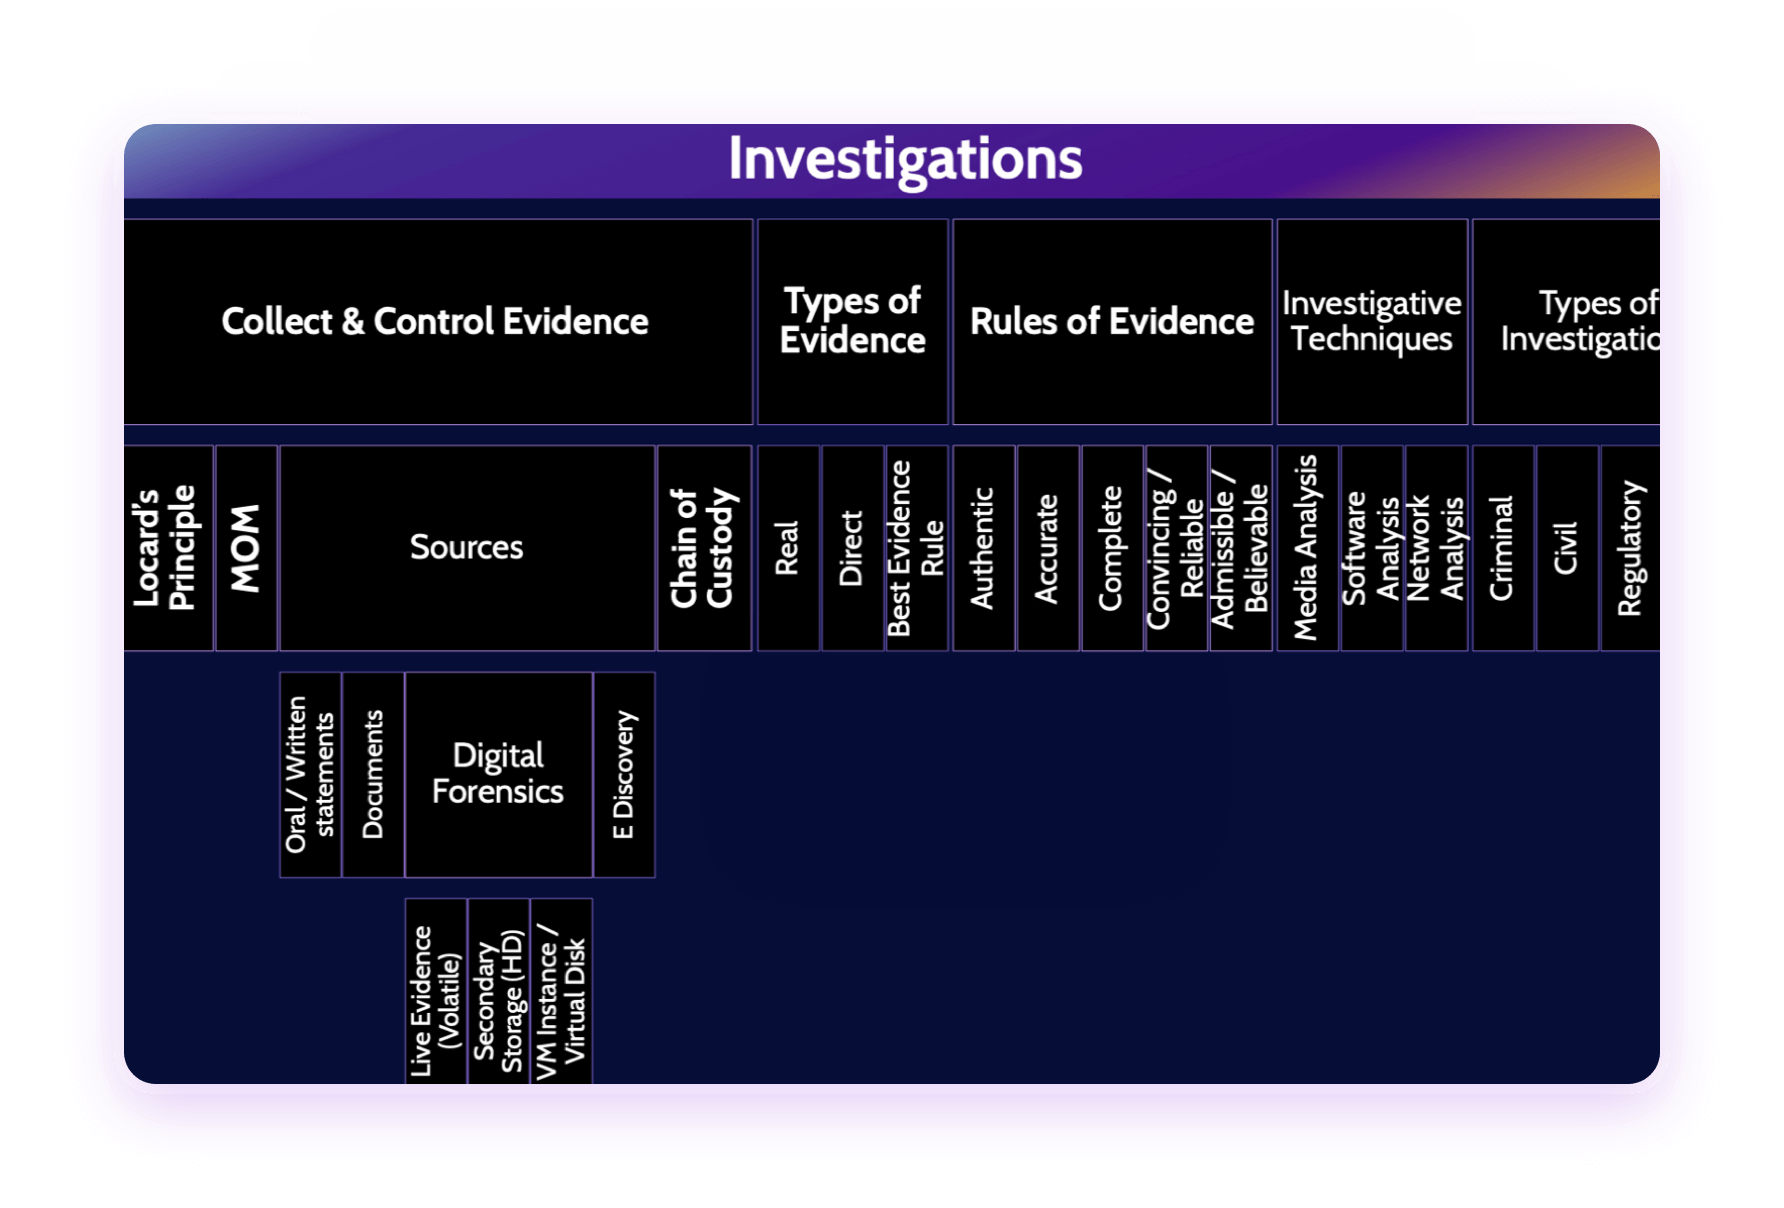 Investigations
Collect & Control Evidence
Types of
Evidence
Rules of Evidence
Investigative
Techniques
Types of
Investigatio
Locard's
Principle
MOM
Sources
Chain of
Custody
Real
Direct
Best Evidence
Rule
Authentic
Accurate
Complete
Convincing /
Reliable
Admissible /
Believable
Media Analysis
Software
Analysis
Network
Analysis
Criminal
Civil
Regulatory
Oral / Written
statements
Documents
Digital
Forensics
E Discovery
Live Evidence
(Volatile)
Secondary
Storage (HD)
VM Instance /
Virtual Disk